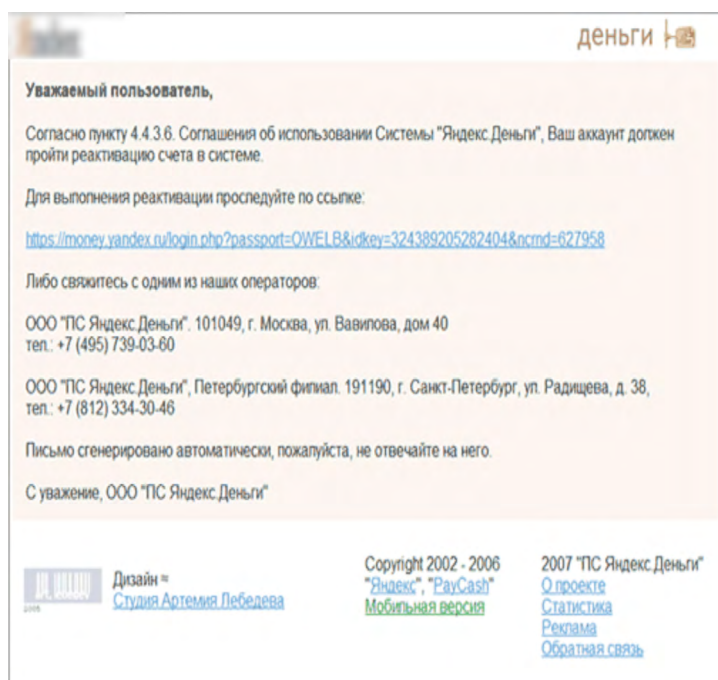 деньги
Уважаемый пользователь,
Согласно пункту 4.4.3.6. Соглашения об использовании Системы "Яндекс.Деньги", Ваш аккаунт должен
пройти реактивацию счета в системе.
Для выполнения реактивации проследуйте по ссылке:
https://money.yandex.ru/login.php?passport=OWELB&idkey=324389205282404&ncmd=627958
Либо свяжитесь с одним из наших операторов:
ООО "ПС Яндекс.Деньги". 101049, г. Москва, ул. Вавилова, дом 40
тел.: +7 (495) 739-03-60
ООО "ПС Яндекс.Деньги", Петербургский филиал. 191190, г. Санкт-Петербург, ул. Радищева, д. 38,
тел.: +7 (812) 334-30-46
Письмо сгенерировано автоматически, пожалуйста, не отвечайте на него.
С уважение, ООО "ПС Яндекс.Деньги"
Дизайн ≈
Студия Артемия Лебедева
Copyright 2002 - 2006
"Яндекс", "PayCash"
Мобильная версия
2007 "ПС Яндекс.Деньги"
О проекте
Статистика
Реклама
Обратная связь